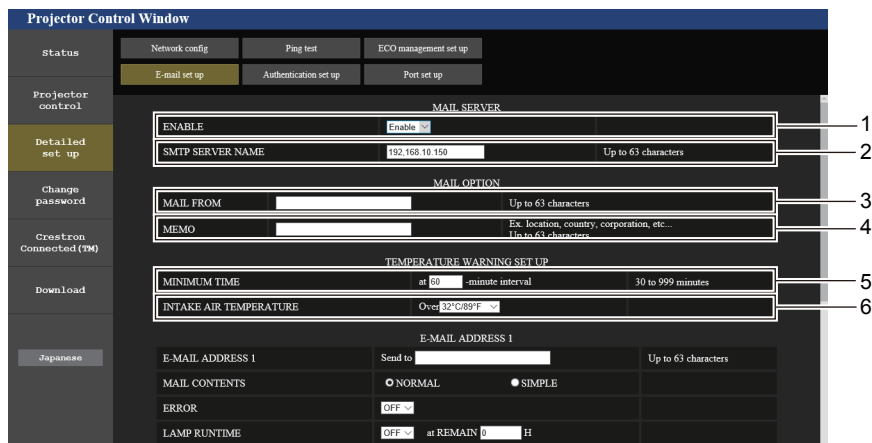 Projector Control Window
Status
Network config
Ping test
ECO management set up
E-mail set up
Authentication set up
Port set up
Projector
control
Detailed
set up
Change
password
Crestron
Connected(TM)
Download
Japanese
MAIL SERVER
ENABLE Enable 1
SMTP SERVER NAME 192.168.10.150 Up to 63 characters 2
MAIL OPTION
MAIL FROM Up to 63 characters 3
MEMO Ex. location, country, corporation, etc... 4
Up to 63 characters
TEMPERATURE WARNING SET UP
MINIMUM TIME at 60 -minute interval 30 to 999 minutes 5
INTAKE AIR TEMPERATURE Over 32°C/89°F 6
E-MAIL ADDRESS 1
E-MAIL ADDRESS 1 Send to Up to 63 characters
MAIL CONTENTS NORMAL SIMPLE
ERROR OFF
LAMP RUNTIME OFF at REMAIN 0 H